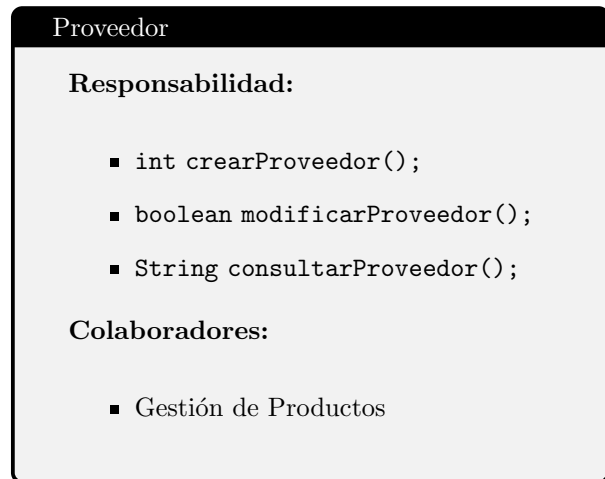 Proveedor
Responsabilidad:
int crearProveedor();
boolean modificarProveedor();
String consultarProveedor();
Colaboradores:
Gestión de Productos